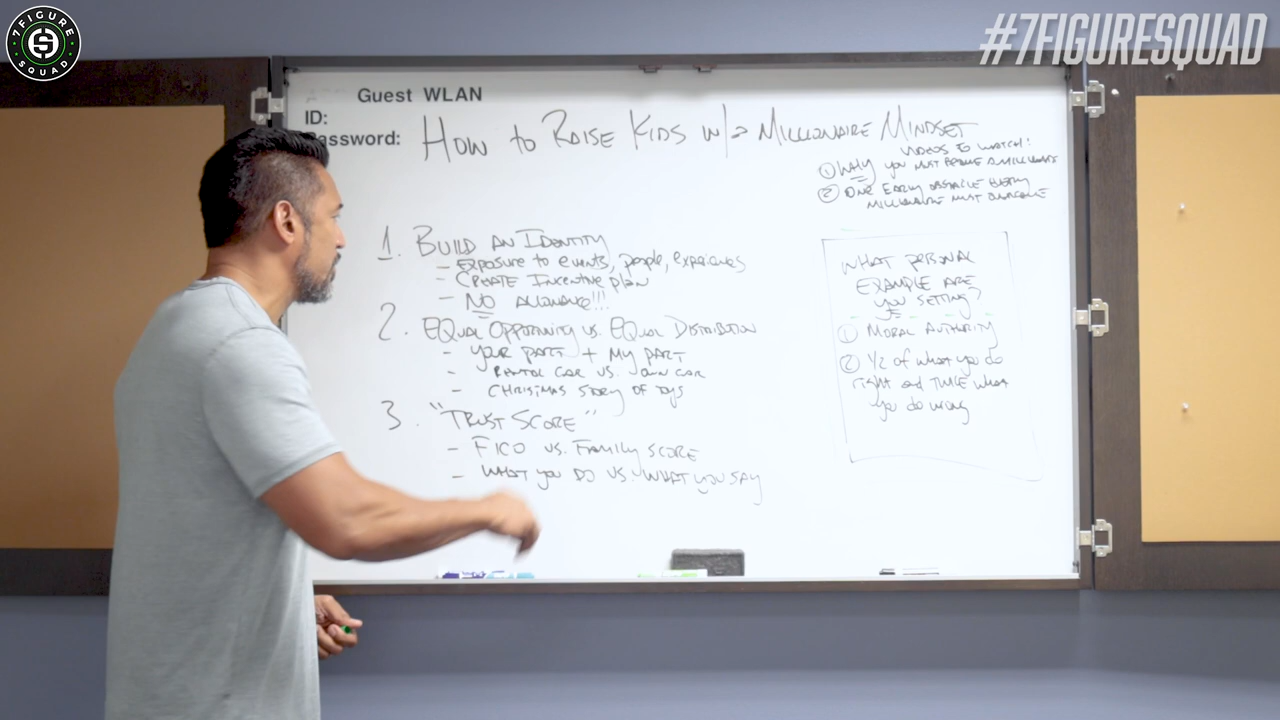 7FIGURE
SQUAD
#7FIGURESQUAD
Guest WLAN
ID:
Password:
How to Raise Kids w/a Millionaire Mindset
Videos to watch:
① Why you must become a millionaire
② One early obstacle every
millionaire must overcome
1. Build an Identity
- Exposure to events, people, experiences
- Create Incentive plan
- No Allowance!!!
2. Equal Opportunity vs. Equal Distribution
- Your part + My part
- Rental car vs. own car
- Christmas story of toys
3. "Trust Score"
- FICO vs. Family Score
- What you do vs. what you say
What personal
example are
you setting?
① Moral Authority
② 1/2 of what you do
right and twice what
you do wrong